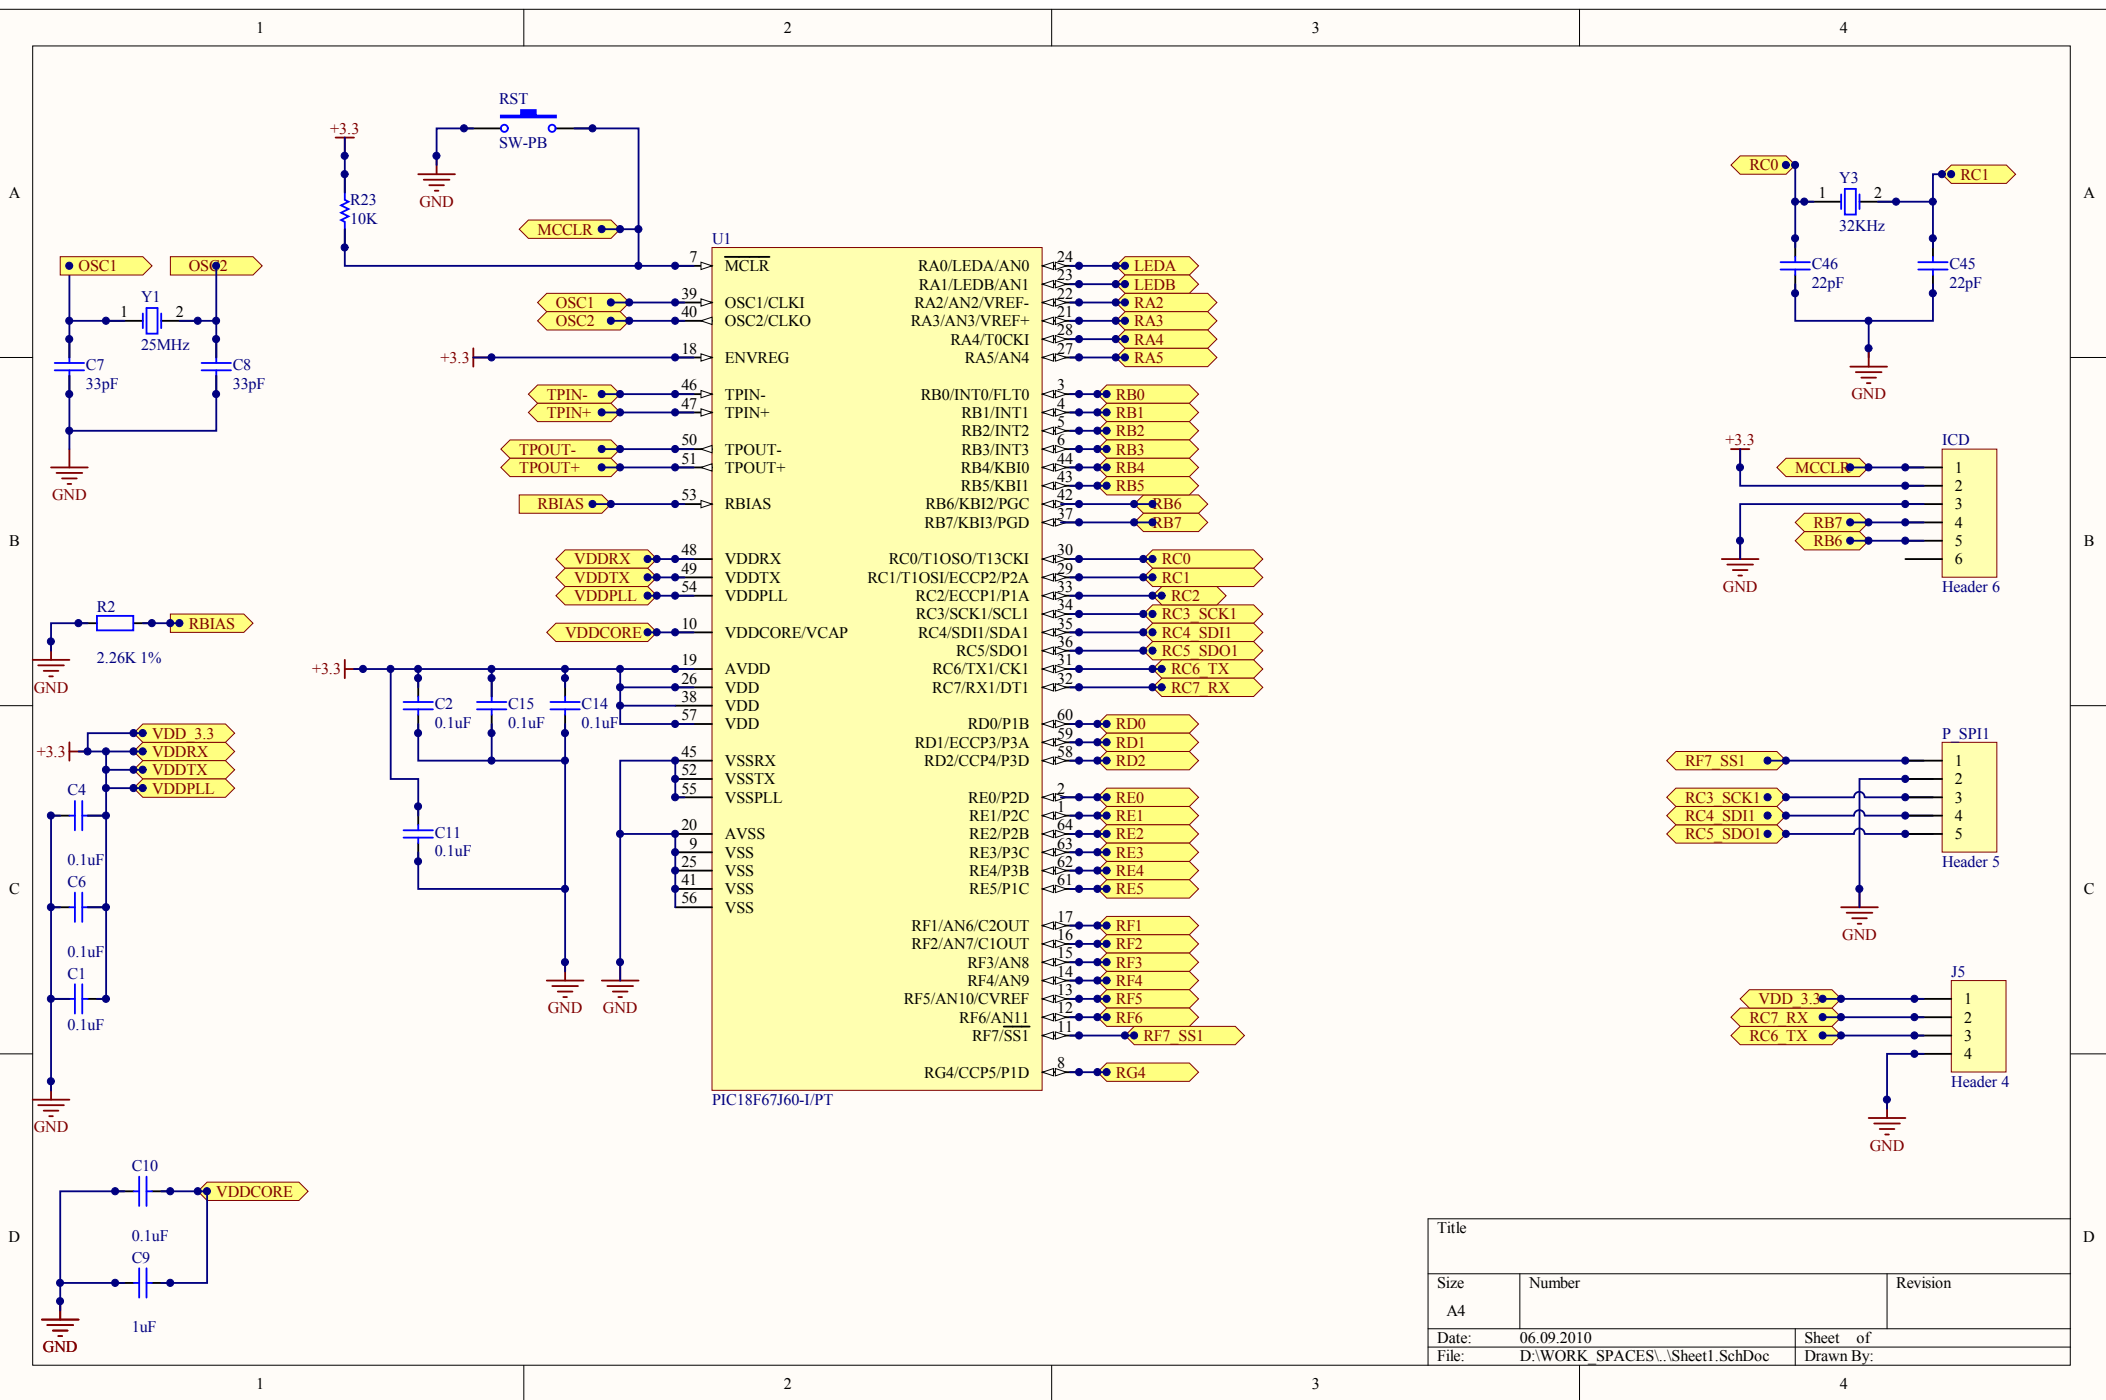 1 2 3 4
A
B
C
D
A
B
C
D
1 2 3 4
OSC1 OSC2
Y1
1 2
25MHz
C7
33pF
C8
33pF
GND
R2
RBIAS
2.26K 1%
GND
VDD_3.3
+3.3 VDDRX
VDDTX
VDDPLL
C4
0.1uF
C6
0.1uF
C1
0.1uF
GND
C10
VDDCORE
0.1uF
C9
1uF
GND
+3.3
R23
10K
RST
SW-PB
GND
MCCLR
OSC1
OSC2
+3.3
TPIN-
TPIN+
TPOUT-
TPOUT+
RBIAS
VDDRX
VDDTX
VDDPLL
VDDCORE
+3.3
C2
0.1uF
C15
0.1uF
C14
0.1uF
C11
0.1uF
GND
GND
U1
7 MCLR
39 OSC1/CLKI
40 OSC2/CLKO
18 ENVREG
46 TPIN-
47 TPIN+
50 TPOUT-
51 TPOUT+
53 RBIAS
48 VDDRX
49 VDDTX
54 VDDPLL
10 VDDCORE/VCAP
19 AVDD
26 VDD
38 VDD
57 VDD
45 VSSRX
52 VSSTX
55 VSSPLL
20 AVSS
9 VSS
25 VSS
41 VSS
56 VSS
RA0/LEDA/AN0 24 LEDA
RA1/LEDB/AN1 23 LEDB
RA2/AN2/VREF- 22 RA2
RA3/AN3/VREF+ 21 RA3
RA4/T0CKI 28 RA4
RA5/AN4 27 RA5
RB0/INT0/FLT0 3 RB0
RB1/INT1 4 RB1
RB2/INT2 5 RB2
RB3/INT3 6 RB3
RB4/KBI0 44 RB4
RB5/KBI1 43 RB5
RB6/KBI2/PGC 42 RB6
RB7/KBI3/PGD 37 RB7
RC0/T1OSO/T13CKI 30 RC0
RC1/T1OSI/ECCP2/P2A 29 RC1
RC2/ECCP1/P1A 33 RC2
RC3/SCK1/SCL1 34 RC3_SCK1
RC4/SDI1/SDA1 35 RC4_SDI1
RC5/SDO1 36 RC5_SDO1
RC6/TX1/CK1 31 RC6_TX
RC7/RX1/DT1 32 RC7_RX
RD0/P1B 60 RD0
RD1/ECCP3/P3A 59 RD1
RD2/CCP4/P3D 58 RD2
RE0/P2D 2 RE0
RE1/P2C 1 RE1
RE2/P2B 64 RE2
RE3/P3C 63 RE3
RE4/P3B 62 RE4
RE5/P1C 61 RE5
RF1/AN6/C2OUT 17 RF1
RF2/AN7/C1OUT 16 RF2
RF3/AN8 15 RF3
RF4/AN9 14 RF4
RF5/AN10/CVREF 13 RF5
RF6/AN11 12 RF6
RF7/SS1 11 RF7_SS1
RG4/CCP5/P1D 8 RG4
PIC18F67J60-I/PT
RC0 RC1
Y3
1 2
32KHz
C46
22pF
C45
22pF
GND
+3.3
ICD
MCCLR 1
2
3
RB7 4
RB6 5
6
GND
Header 6
P_SPI1
RF7_SS1 1
2
RC3_SCK1 3
RC4_SDI1 4
RC5_SDO1 5
Header 5
GND
J5
VDD_3.3 1
RC7_RX 2
RC6_TX 3
4
Header 4
GND
Title
Size Number Revision
A4
Date: 06.09.2010 Sheet of
File: D:\WORK_SPACES\..\Sheet1.SchDoc Drawn By: